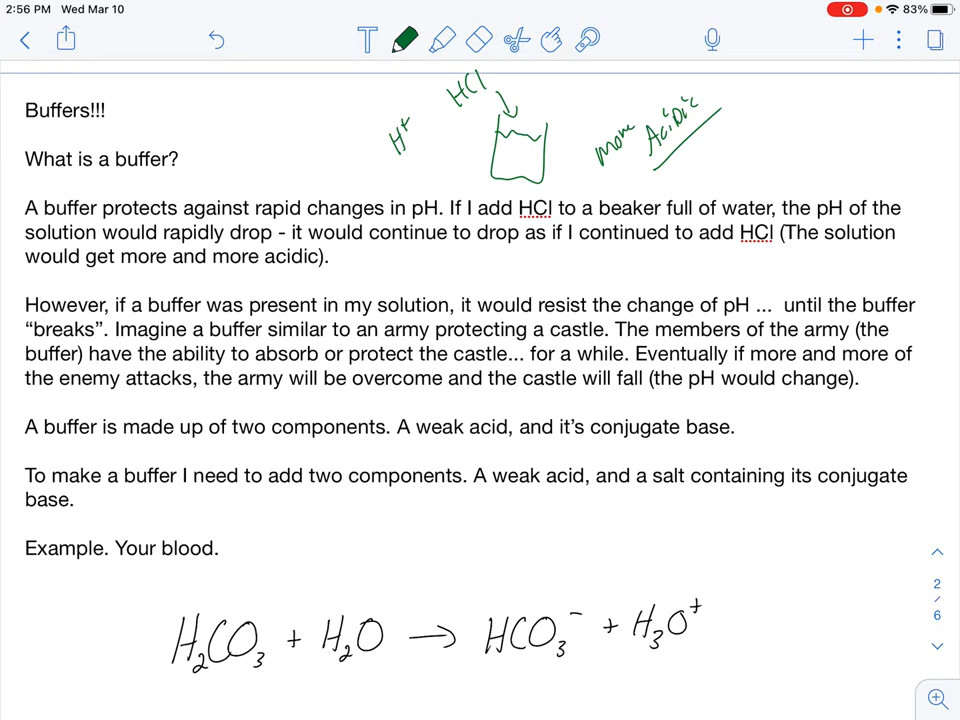 2:56 PM Wed Mar 10
83%
T
HCl
H+
more Acidic
Buffers!!!
What is a buffer?
A buffer protects against rapid changes in pH. If I add HCl to a beaker full of water, the pH of the
solution would rapidly drop - it would continue to drop as if I continued to add HCl (The solution
would get more and more acidic).
However, if a buffer was present in my solution, it would resist the change of pH ... until the buffer
“breaks”. Imagine a buffer similar to an army protecting a castle. The members of the army (the
buffer) have the ability to absorb or protect the castle... for a while. Eventually if more and more of
the enemy attacks, the army will be overcome and the castle will fall (the pH would change).
A buffer is made up of two components. A weak acid, and it’s conjugate base.
To make a buffer I need to add two components. A weak acid, and a salt containing its conjugate
base.
Example. Your blood.
2
/
6
H₂CO₃ + H₂O → HCO₃⁻ + H₃O⁺